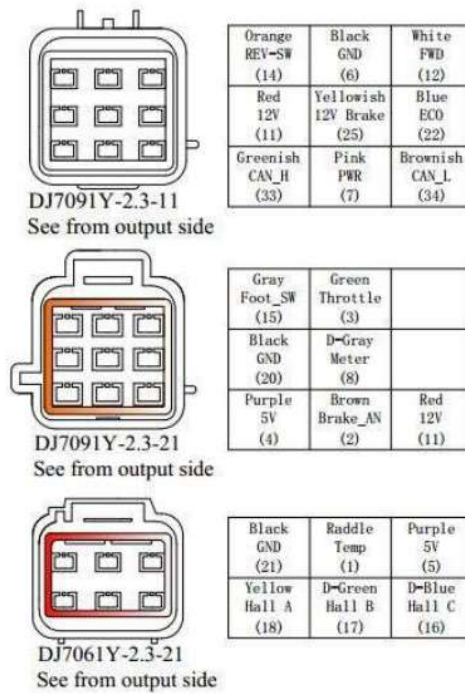 Orange Black White
REV-SW GND FWD
(14) (6) (12)
Red Yellowish Blue
12V 12V Brake ECO
(11) (25) (22)
Greenish Pink Brownish
CAN_H PWR CAN_L
(33) (7) (34)
DJ7091Y-2.3-11
See from output side
Gray Green
Foot_SW Throttle
(15) (3)
Black D-Gray
GND Meter
(20) (8)
Purple Brown Red
5V Brake_AN 12V
(4) (2) (11)
DJ7091Y-2.3-21
See from output side
Black Raddle Purple
GND Temp 5V
(21) (1) (5)
Yellow D-Green D-Blue
Hall A Hall B Hall C
(18) (17) (16)
DJ7061Y-2.3-21
See from output side